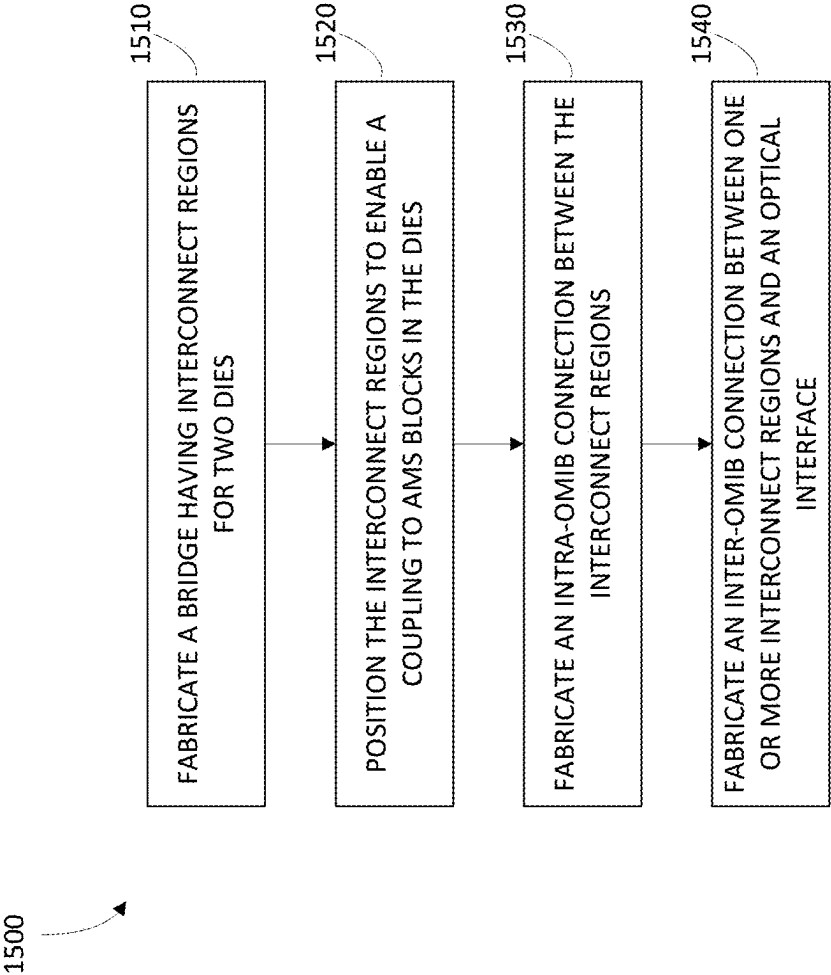 1500
1510
FABRICATE A BRIDGE HAVING INTERCONNECT REGIONS
FOR TWO DIES
1520
POSITION THE INTERCONNECT REGIONS TO ENABLE A
COUPLING TO AMS BLOCKS IN THE DIES
1530
FABRICATE AN INTRA-OMIB CONNECTION BETWEEN THE
INTERCONNECT REGIONS
1540
FABRICATE AN INTER-OMIB CONNECTION BETWEEN ONE
OR MORE INTERCONNECT REGIONS AND AN OPTICAL
INTERFACE